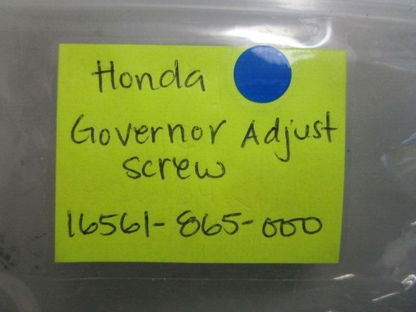 Honda
Governor Adjust
screw
16561-865-000